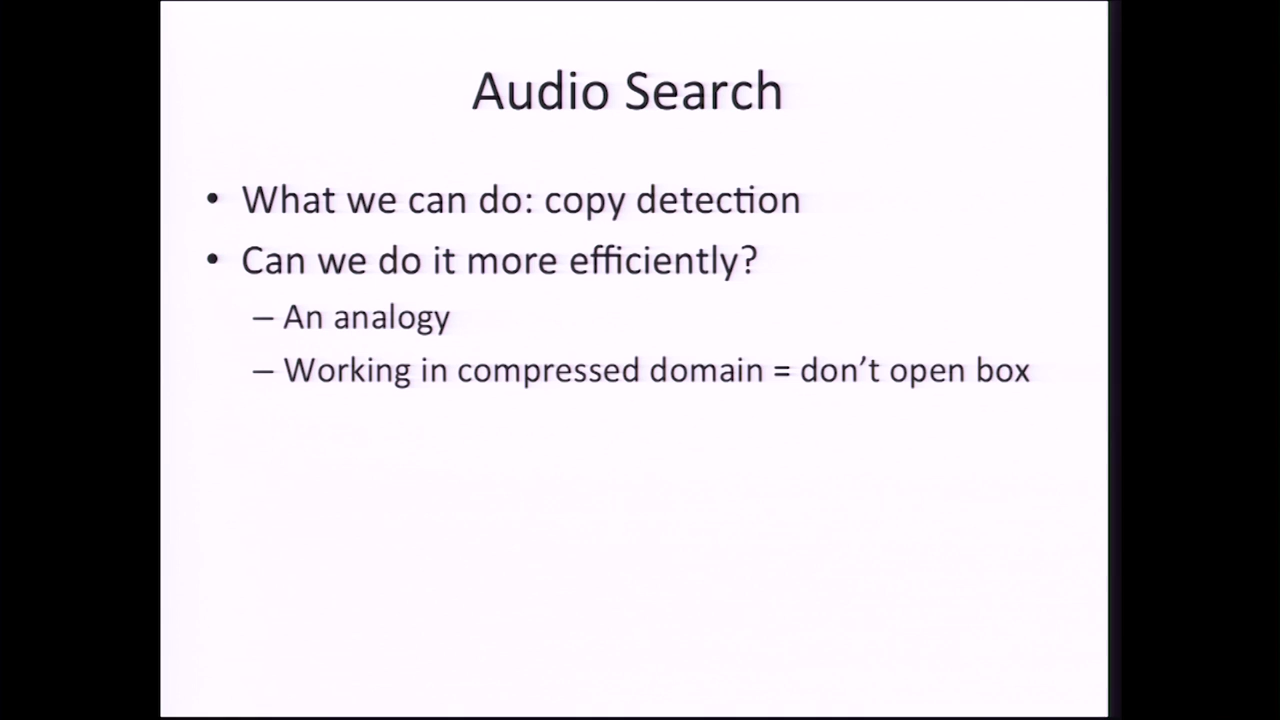 Audio Search
• What we can do: copy detection
• Can we do it more efficiently?
– An analogy
– Working in compressed domain = don’t open box